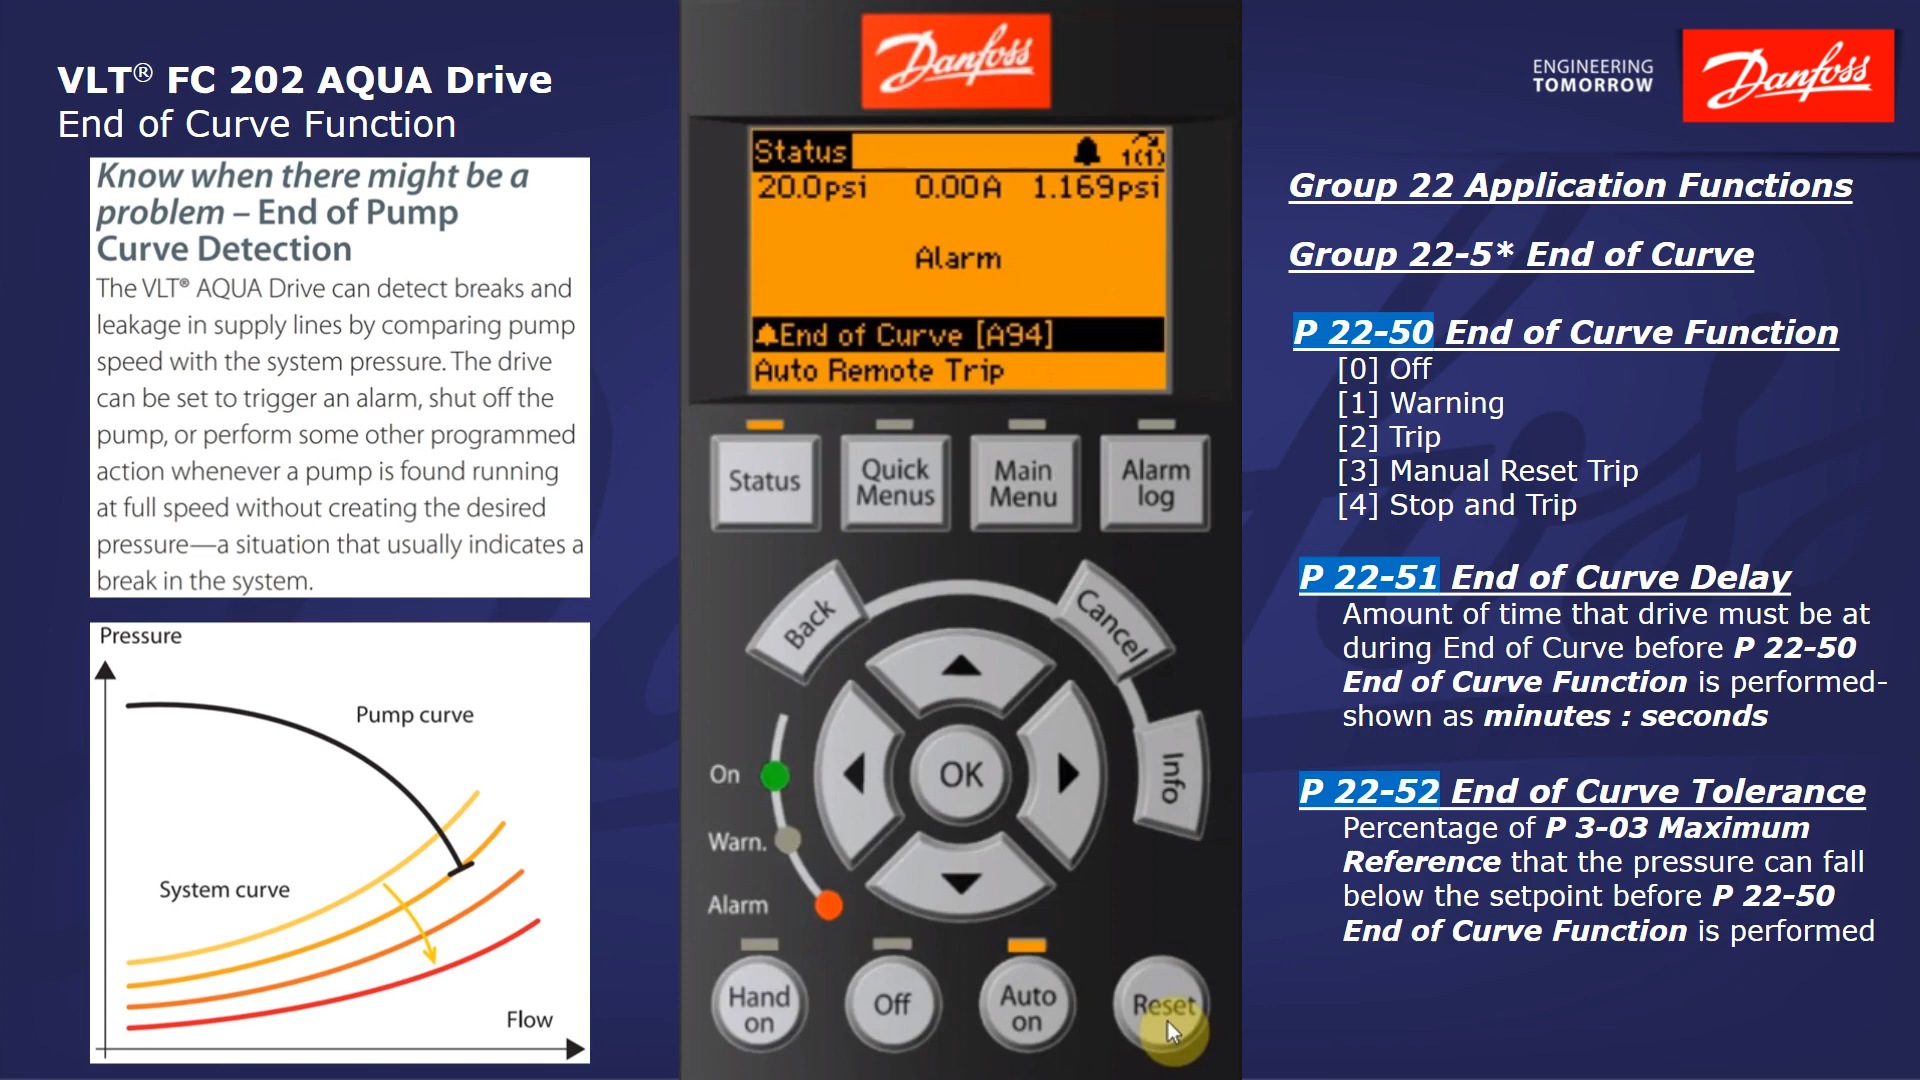 VLT® FC 202 AQUA Drive
End of Curve Function
Know when there might be a
problem – End of Pump
Curve Detection
The VLT® AQUA Drive can detect breaks and
leakage in supply lines by comparing pump
speed with the system pressure. The drive
can be set to trigger an alarm, shut off the
pump, or perform some other programmed
action whenever a pump is found running
at full speed without creating the desired
pressure—a situation that usually indicates a
break in the system.
Pressure
Pump curve
System curve
Flow
Danfoss
Status 1(1)
20.0psi 0.00A 1.169psi
Alarm
End of Curve [A94]
Auto Remote Trip
Status
Quick
Menus
Main
Menu
Alarm
log
Back
Cancel
Info
OK
On
Warn.
Alarm
Hand
on
Off
Auto
on
Reset
ENGINEERING
TOMORROW
Danfoss
Group 22 Application Functions
Group 22-5* End of Curve
P 22-50 End of Curve Function
[0] Off
[1] Warning
[2] Trip
[3] Manual Reset Trip
[4] Stop and Trip
P 22-51 End of Curve Delay
Amount of time that drive must be at
during End of Curve before P 22-50
End of Curve Function is performed-
shown as minutes : seconds
P 22-52 End of Curve Tolerance
Percentage of P 3-03 Maximum
Reference that the pressure can fall
below the setpoint before P 22-50
End of Curve Function is performed